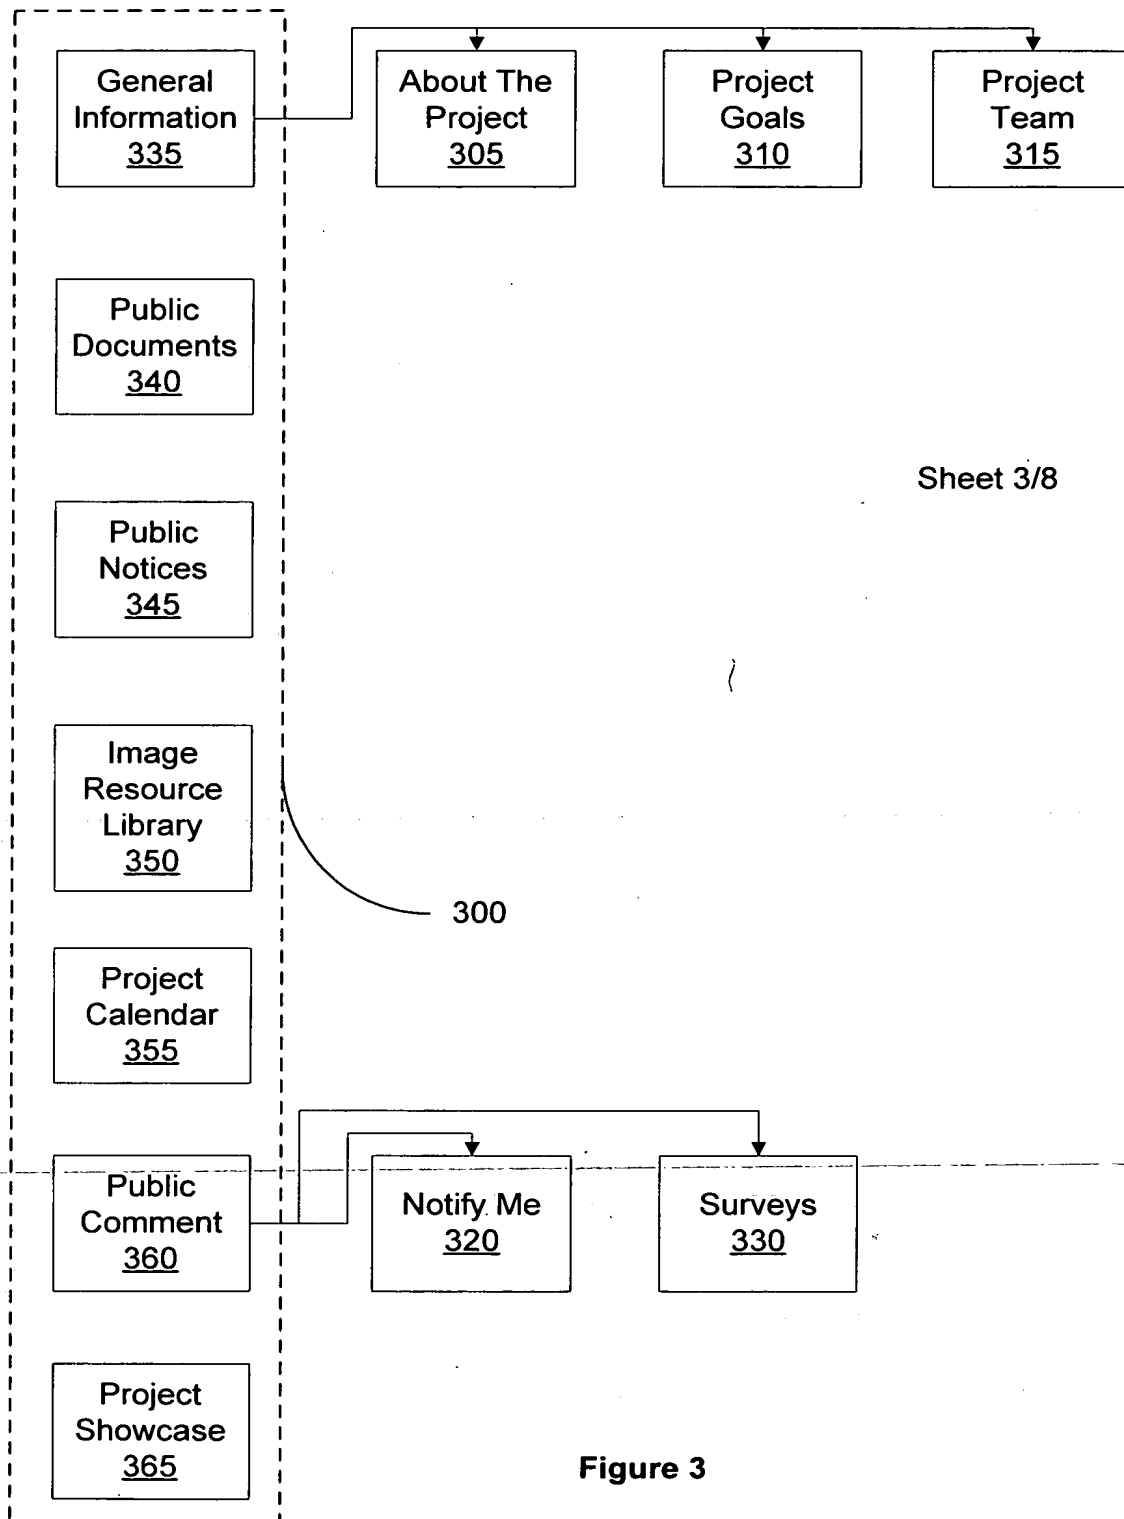 General
Information
335
About The
Project
305
Project
Goals
310
Project
Team
315
Public
Documents
340
Sheet 3/8
Public
Notices
345
Image
Resource
Library
350
300
Project
Calendar
355
Public
Comment
360
Notify Me
320
Surveys
330
Project
Showcase
365
Figure 3